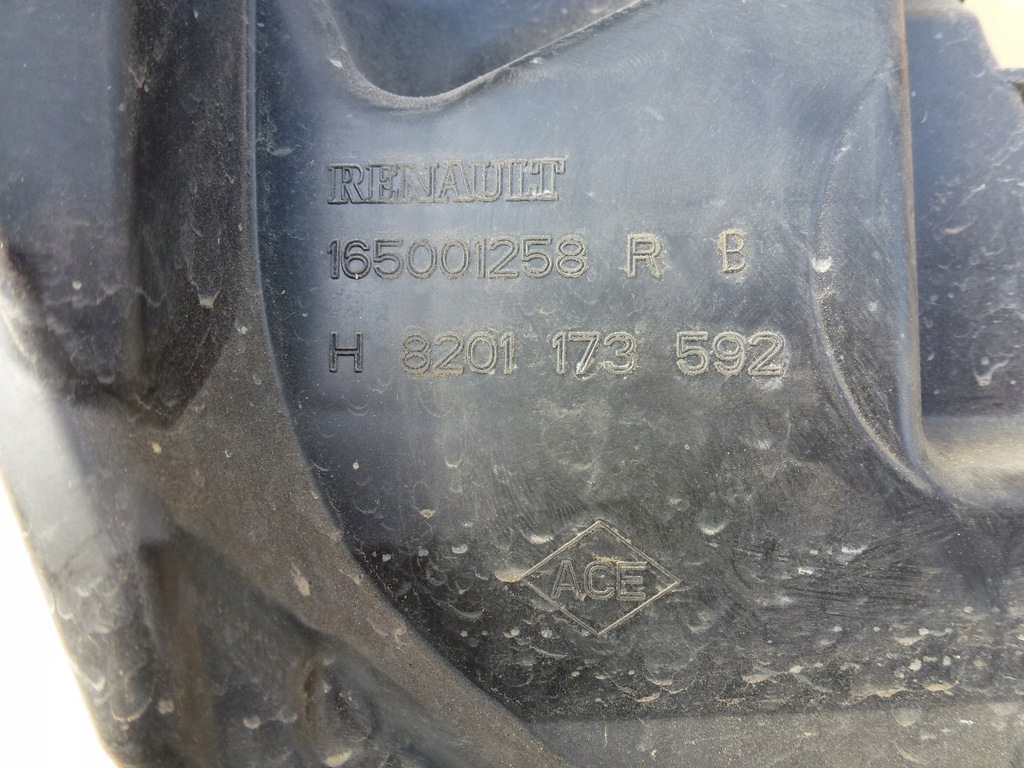 RENAULT
165001258 R B
H 8201 173 592
ACE